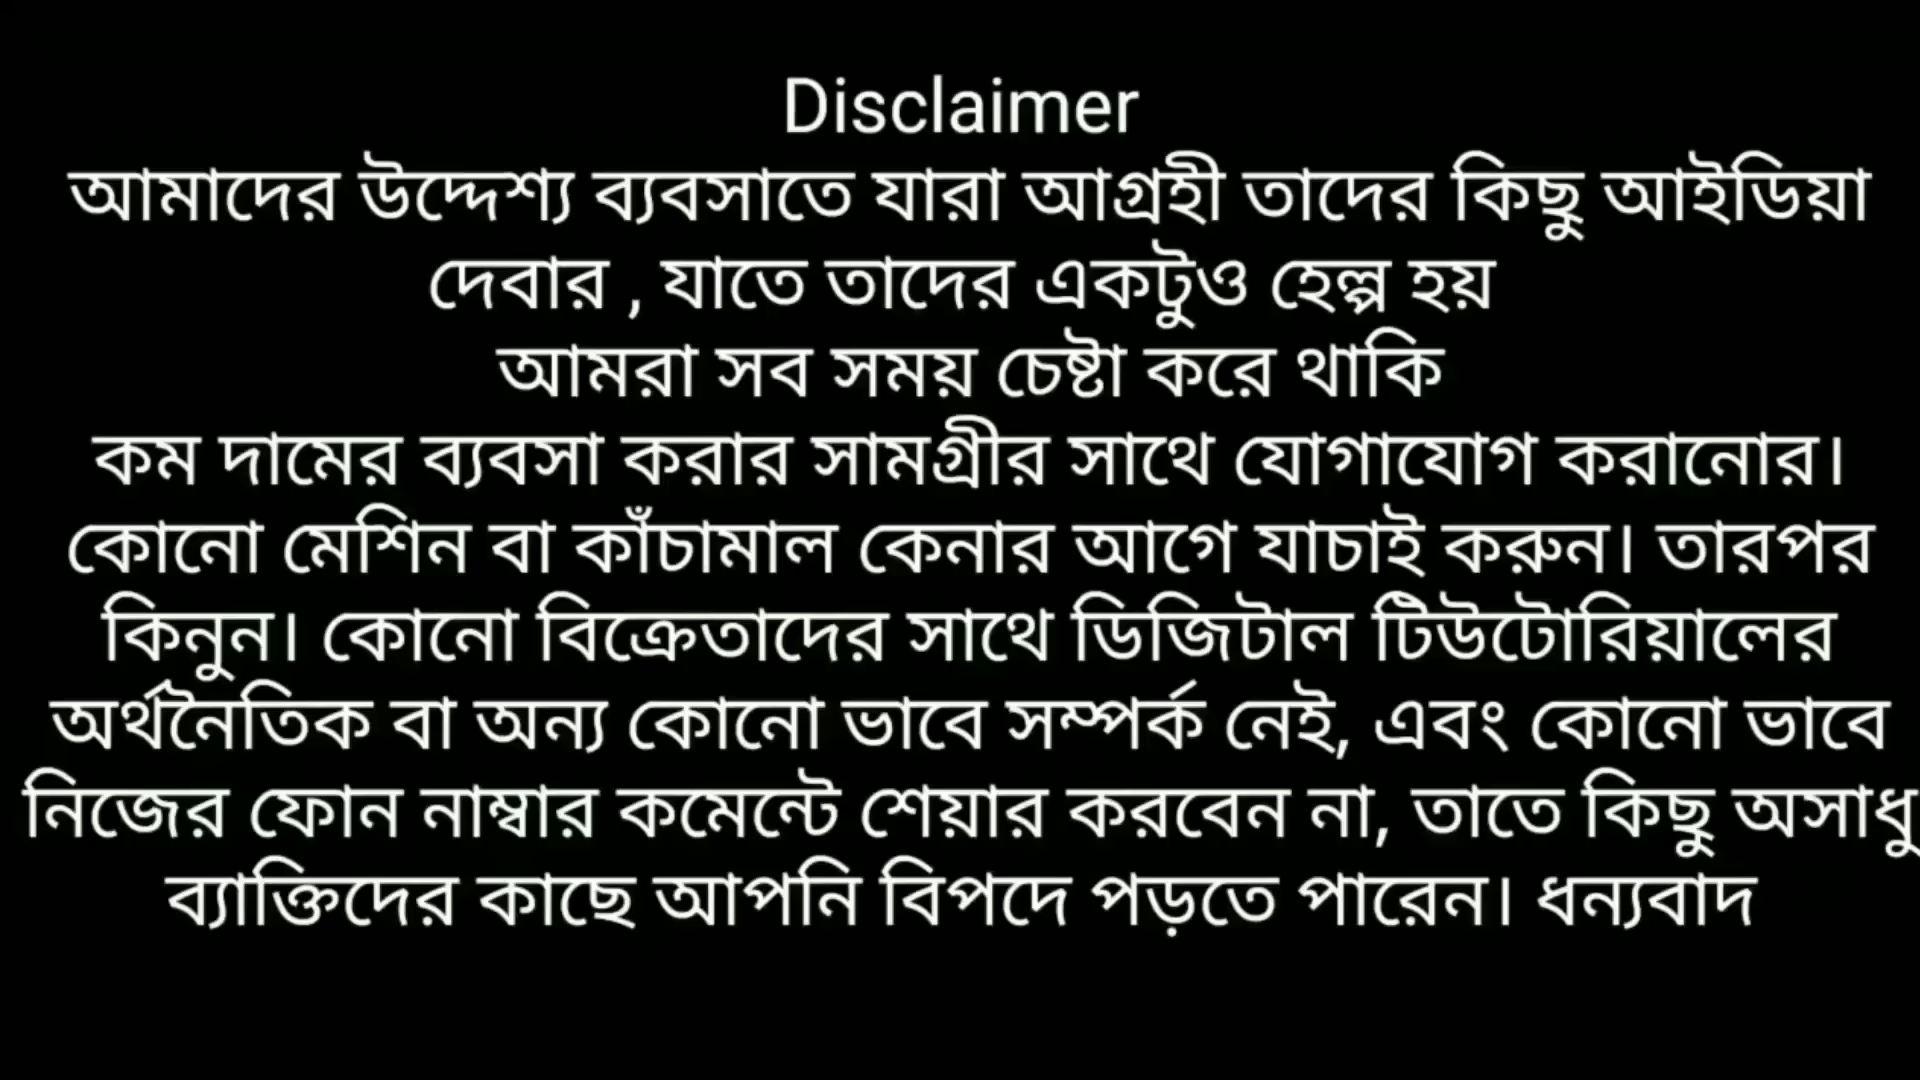 Disclaimer
আমাদের উদ্দেশ্য ব্যবসাতে যারা আগ্রহী তাদের কিছু আইডিয়া
দেবার , যাতে তাদের একটুও হেল্প হয়
আমরা সব সময় চেষ্টা করে থাকি
কম দামের ব্যবসা করার সামগ্রীর সাথে যোগাযোগ করানোর।
কোনো মেশিন বা কাঁচামাল কেনার আগে যাচাই করুন। তারপর
কিনুন। কোনো বিক্রেতাদের সাথে ডিজিটাল টিউটোরিয়ালের
অর্থনৈতিক বা অন্য কোনো ভাবে সম্পর্ক নেই, এবং কোনো ভাবে
নিজের ফোন নাম্বার কমেন্টে শেয়ার করবেন না, তাতে কিছু অসাধু
ব্যাক্তিদের কাছে আপনি বিপদে পড়তে পারেন। ধন্যবাদ